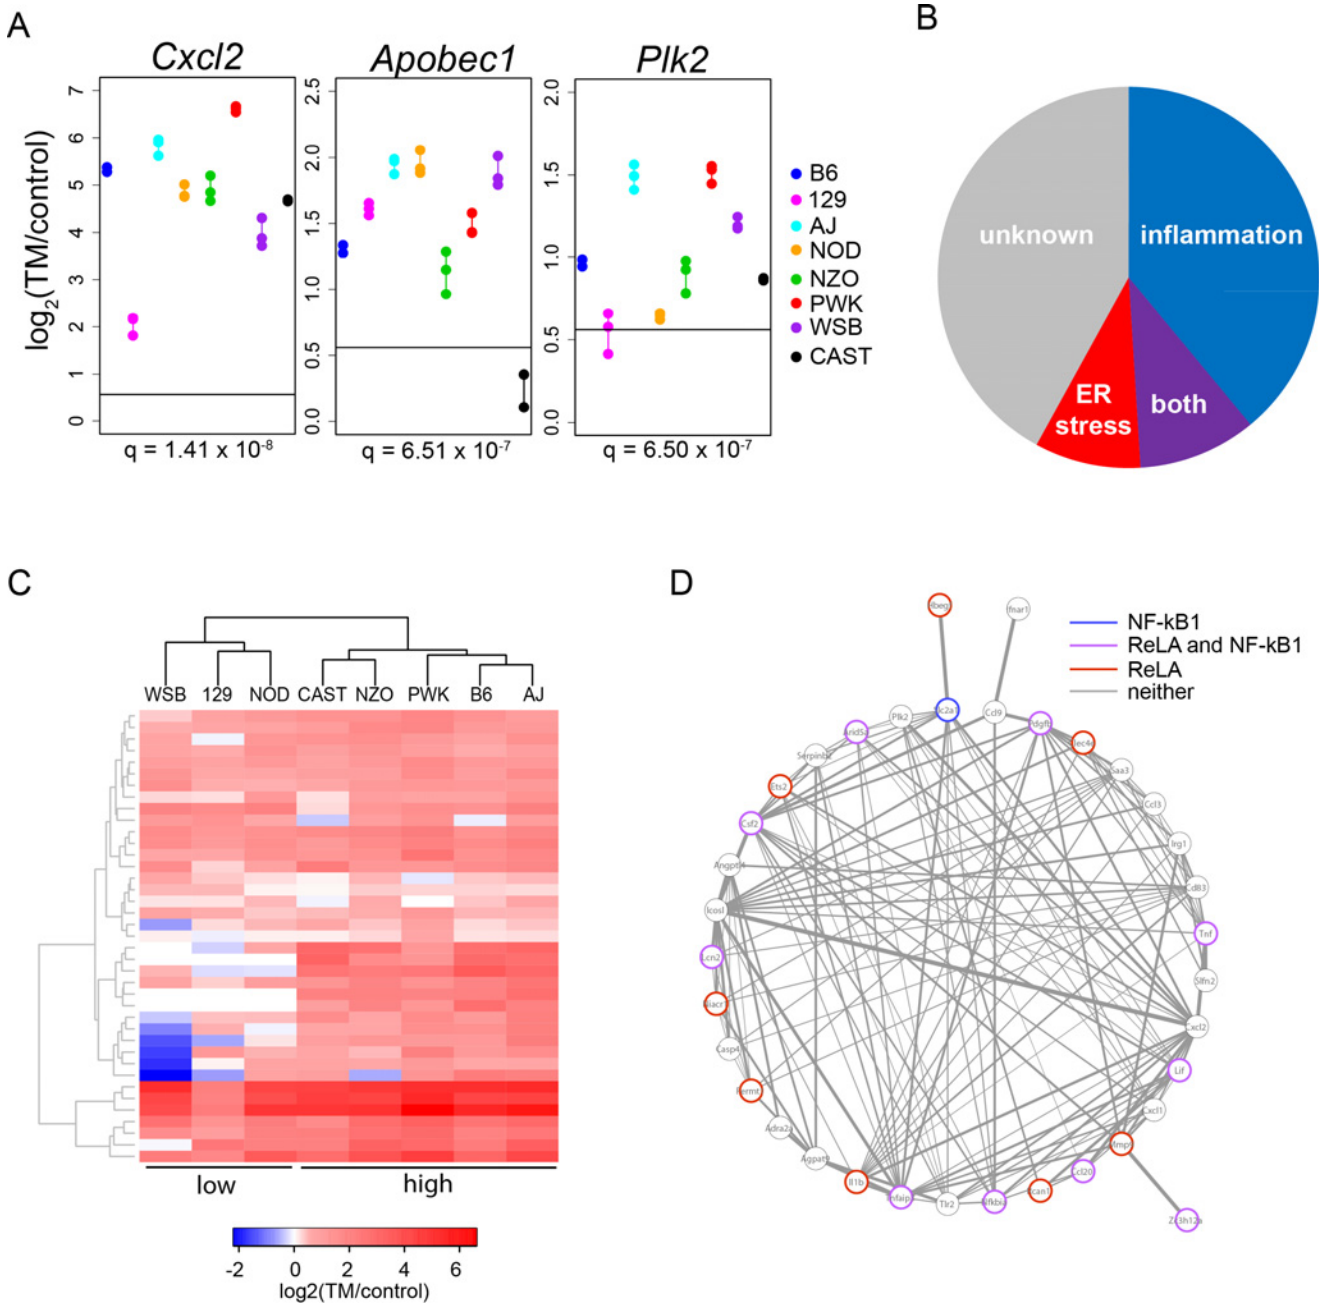 A
B
Cxcl2
Apobec1
Plk2
log2(TM/control)
7
6
5
4
3
2
1
0
2.5
2.0
1.5
1.0
0.5
0.0
2.0
1.5
1.0
0.5
0.0
q = 1.41 x 10-8
q = 6.51 x 10-7
q = 6.50 x 10-7
B6
129
AJ
NOD
NZO
PWK
WSB
CAST
unknown
inflammation
ER
stress
both
C
WSB 129 NOD CAST NZO PWK B6 AJ
low
high
-2 0 2 4 6
log2(TM/control)
D
NF-kB1
ReLA and NF-kB1
ReLA
neither
Plk2
Ccl9
Saa3
Ccl3
Irg1
Cd83
Tnf
Slfn2
Cxcl2
Lif
Cxcl1
Ccl20
Tlr2
Il1b
Adra2a
Casp4
Lcn2
Icosl
Csf2
Ets2